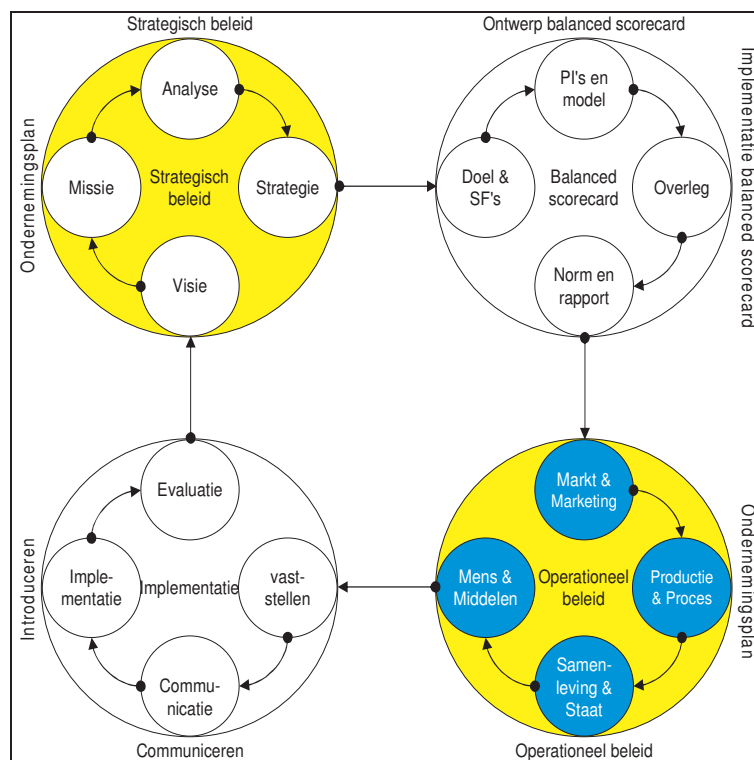 Strategisch beleid
Ondernemingsplan
Analyse
Missie
Strategisch
beleid
Strategie
Visie
Ontwerp balanced scorecard
Implementatie balanced scorecard
PI's en
model
Doel &
SF's
Balanced
scorecard
Overleg
Norm en
rapport
Introduceren
Evaluatie
Imple-
mentatie
Implementatie
vast-
stellen
Commu-
nicatie
Communiceren
Markt &
Marketing
Mens &
Middelen
Operationeel
beleid
Productie
& Proces
Samen-
leving &
Staat
Ondernemingsplan
Operationeel beleid